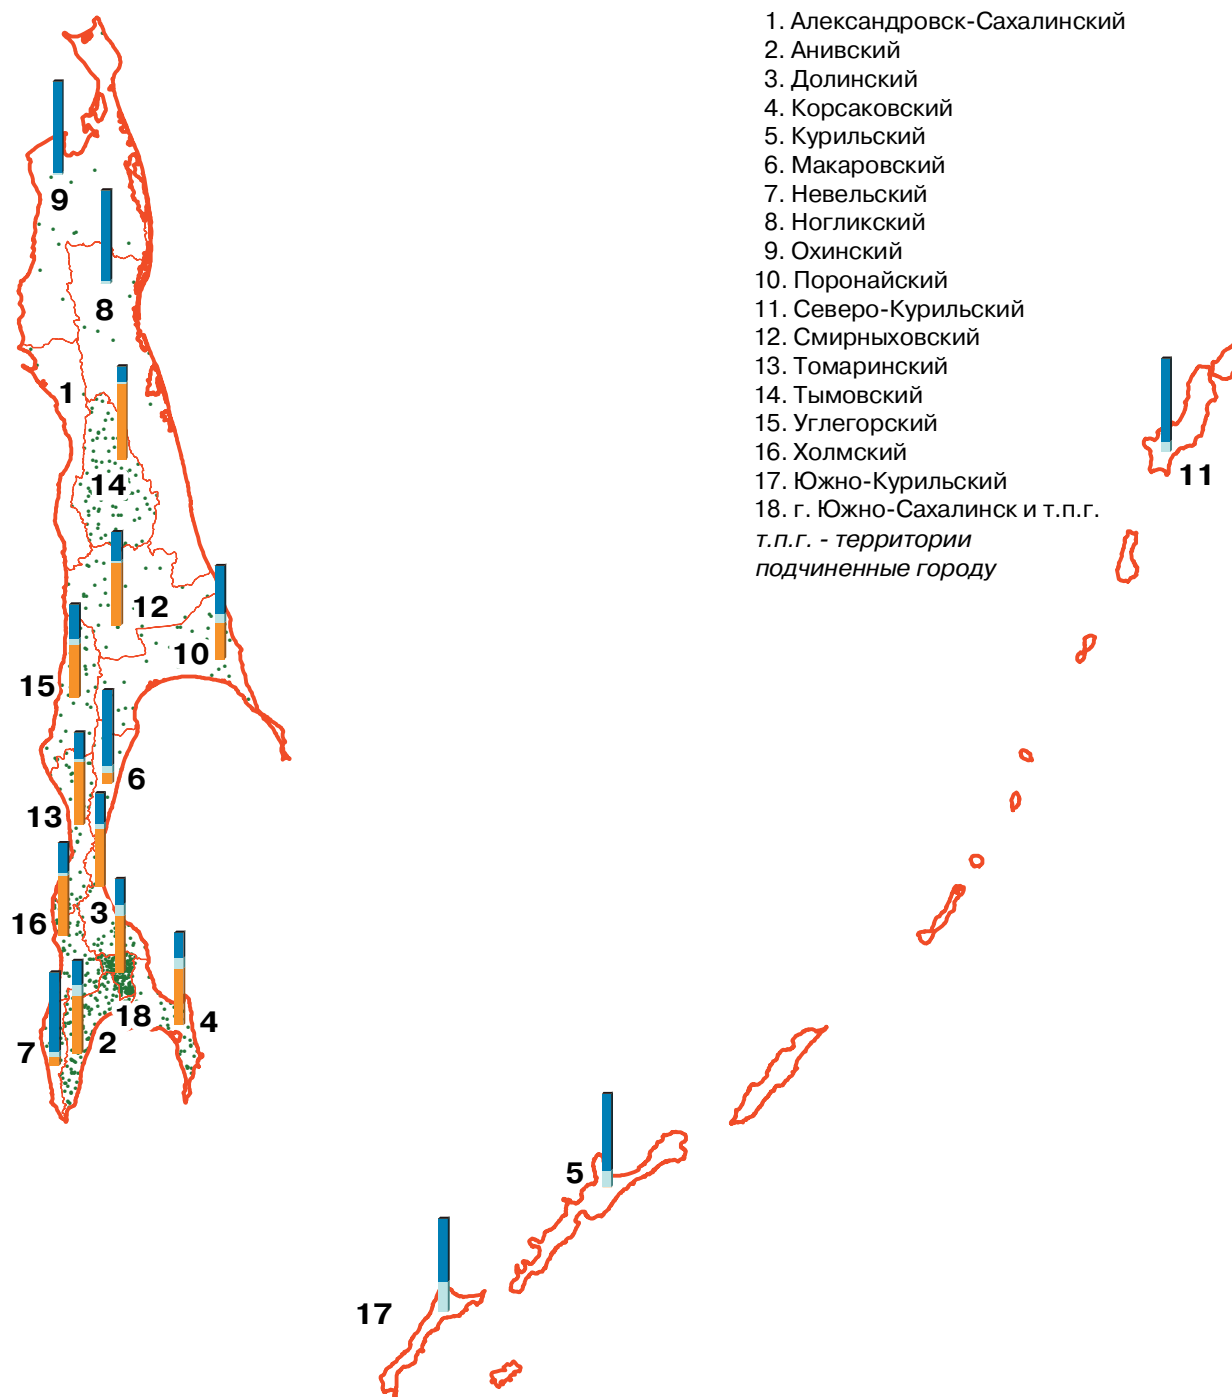 1. Александровск-Сахалинский
2. Анивский
3. Долинский
4. Корсаковский
5. Курильский
6. Макаровский
7. Невельский
8. Ногликский
9. Охинский
10. Поронайский
11. Северо-Курильский
12. Смирныховский
13. Томаринский
14. Тымовский
15. Углегорский
16. Холмский
17. Южно-Курильский
18. г. Южно-Сахалинск и т.п.г.
т.п.г. - территории
подчиненные городу
9
8
1
11
14
12
10
15
6
13
3
16
18
4
2
7
5
17